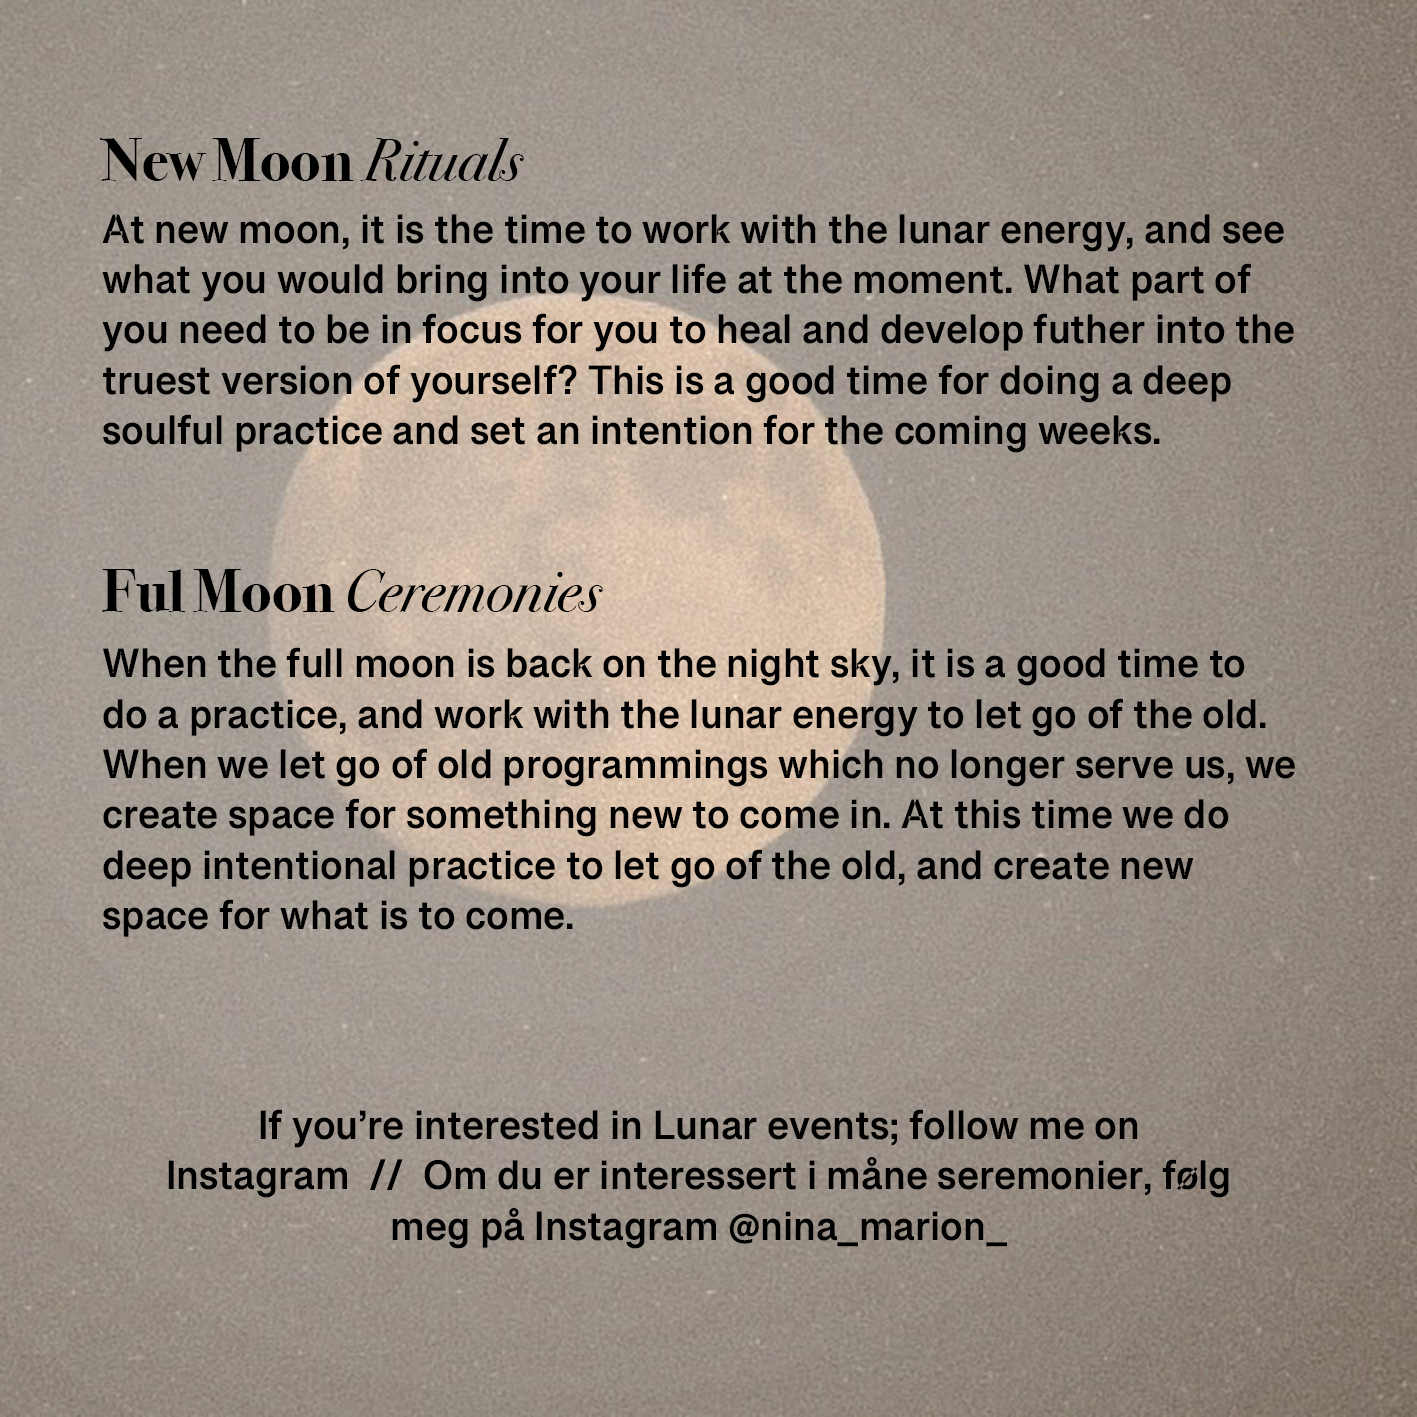 New Moon Rituals
At new moon, it is the time to work with the lunar energy, and see
what you would bring into your life at the moment. What part of
you need to be in focus for you to heal and develop futher into the
truest version of yourself? This is a good time for doing a deep
soulful practice and set an intention for the coming weeks.
Ful Moon Ceremonies
When the full moon is back on the night sky, it is a good time to
do a practice, and work with the lunar energy to let go of the old.
When we let go of old programmings which no longer serve us, we
create space for something new to come in. At this time we do
deep intentional practice to let go of the old, and create new
space for what is to come.
If you’re interested in Lunar events; follow me on
Instagram // Om du er interessert i måne seremonier, følg
meg på Instagram @nina_marion_